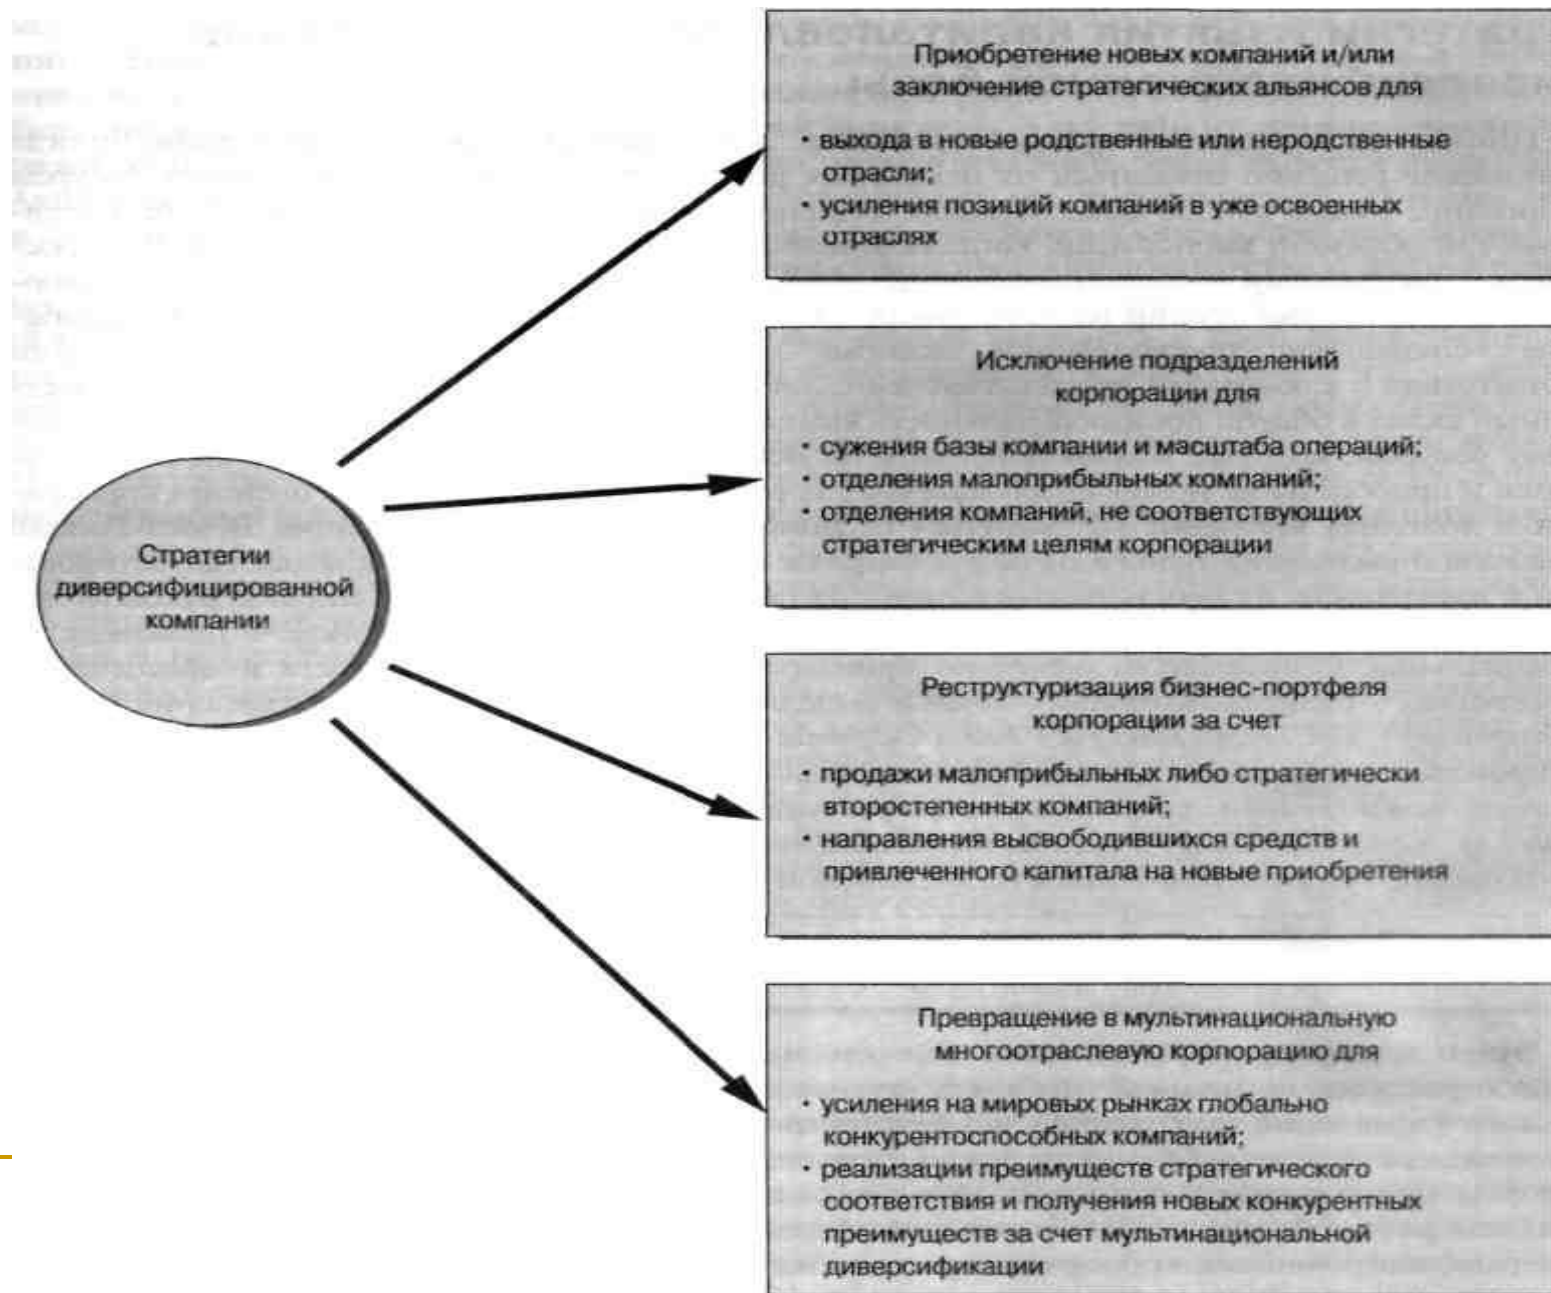 Приобретение новых компаний и/или
заключение стратегических альянсов для
• выхода в новые родственные или неродственные
отрасли;
• усиления позиций компаний в уже освоенных
отраслях
Исключение подразделений
корпорации для
• сужения базы компании и масштаба операций;
• отделения малоприбыльных компаний;
• отделения компаний, не соответствующих
стратегическим целям корпорации
Стратегии
диверсифицированной
компании
Реструктуризация бизнес-портфеля
корпорации за счет
• продажи малоприбыльных либо стратегически
второстепенных компаний;
• направления высвободившихся средств и
привлеченного капитала на новые приобретения
Превращение в мультинациональную
многоотраслевую корпорацию для
• усиления на мировых рынках глобально
конкурентоспособных компаний;
• реализации преимуществ стратегического
соответствия и получения новых конкурентных
преимуществ за счет мультинациональной
диверсификации